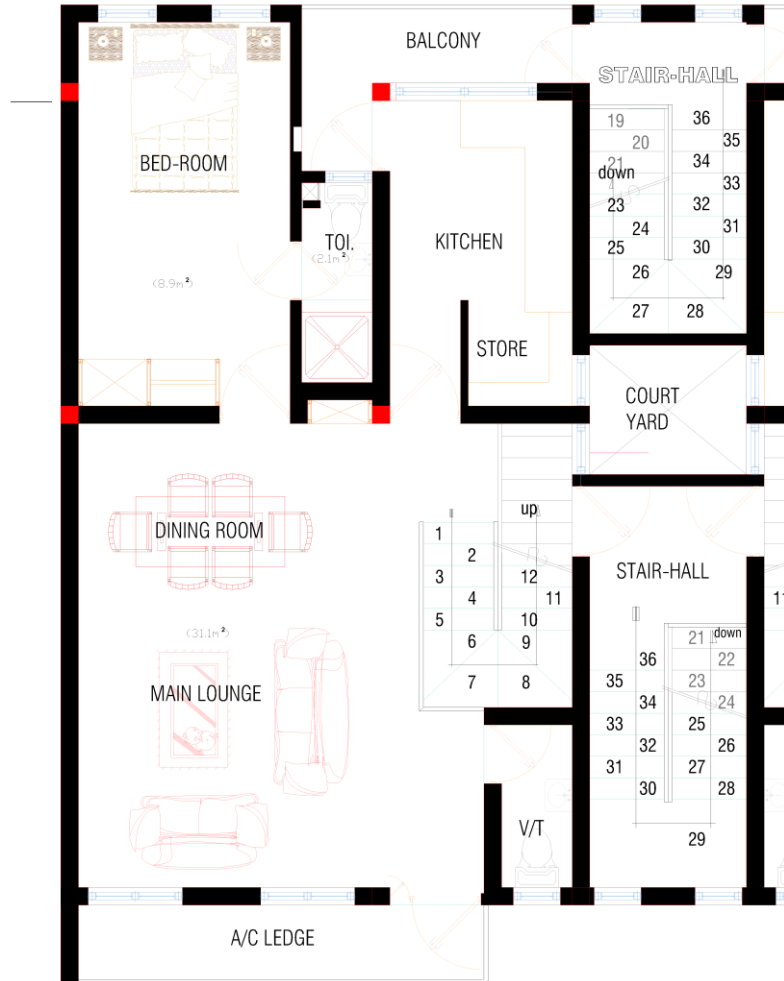 BALCONY
STAIR-HALL
BED-ROOM
19
20
21
down
23
24
25
26
27
36
35
34
33
32
31
30
29
28
TOI.
(2.1m²)
KITCHEN
(8.9m²)
STORE
COURT
YARD
DINING ROOM
up
1
2
3
4
5
6
7
12
11
10
9
8
STAIR-HALL
(31.1m²)
MAIN LOUNGE
21
down
22
23
24
25
26
27
28
29
36
35
34
33
32
31
30
V/T
A/C LEDGE